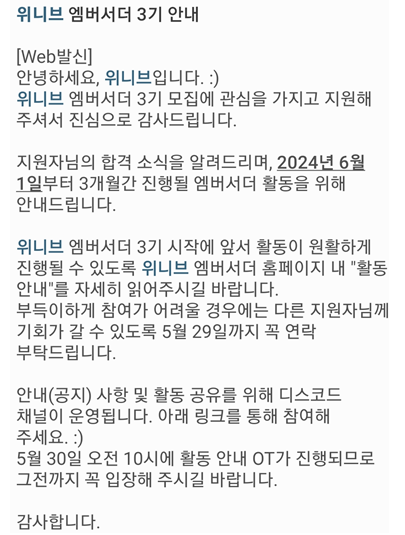 위니브 엠버서더 3기 안내
[Web발신]
안녕하세요, 위니브입니다. :)
위니브 엠버서더 3기 모집에 관심을 가지고 지원해
주셔서 진심으로 감사드립니다.
지원자님의 합격 소식을 알려드리며, 2024년 6월
1일부터 3개월간 진행될 엠버서더 활동을 위해
안내드립니다.
위니브 엠버서더 3기 시작에 앞서 활동이 원활하게
진행될 수 있도록 위니브 엠버서더 홈페이지 내 "활동
안내"를 자세히 읽어주시길 바랍니다.
부득이하게 참여가 어려울 경우에는 다른 지원자님께
기회가 갈 수 있도록 5월 29일까지 꼭 연락
부탁드립니다.
안내(공지) 사항 및 활동 공유를 위해 디스코드
채널이 운영됩니다. 아래 링크를 통해 참여해
주세요. :)
5월 30일 오전 10시에 활동 안내 OT가 진행되므로
그전까지 꼭 입장해 주시길 바랍니다.
감사합니다.